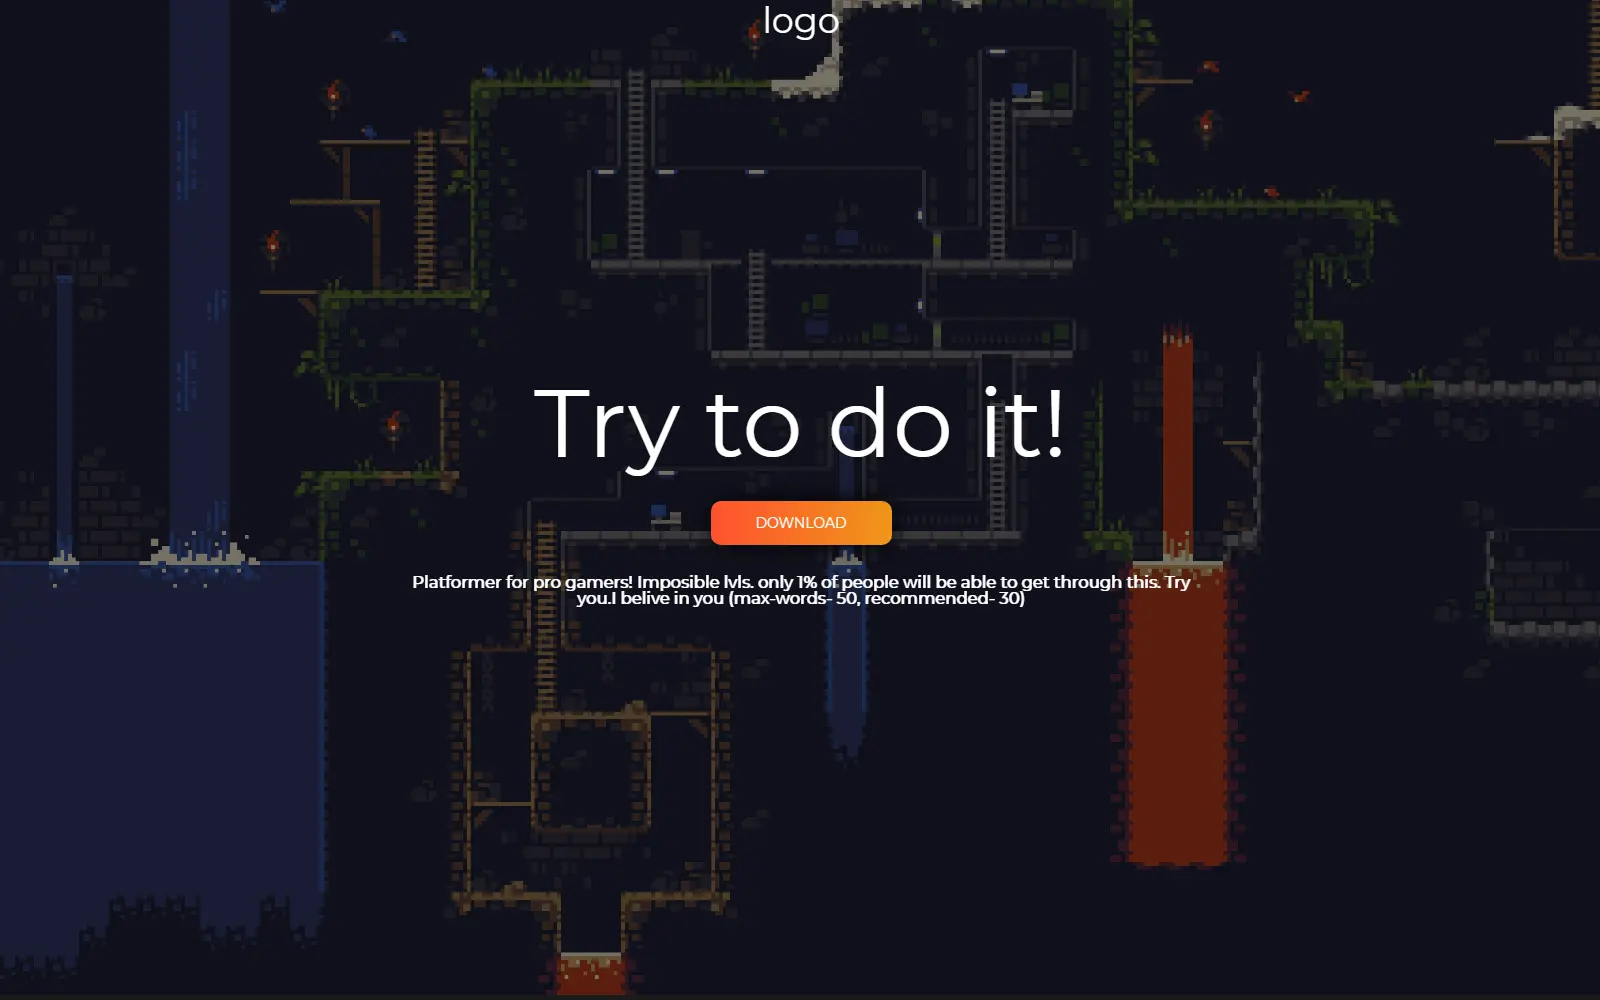 logo
Try to do it!
DOWNLOAD
Platformer for pro gamers! Imposible lvls. only 1% of people will be able to get through this. Try
you.I belive in you (max-words- 50, recommended- 30)